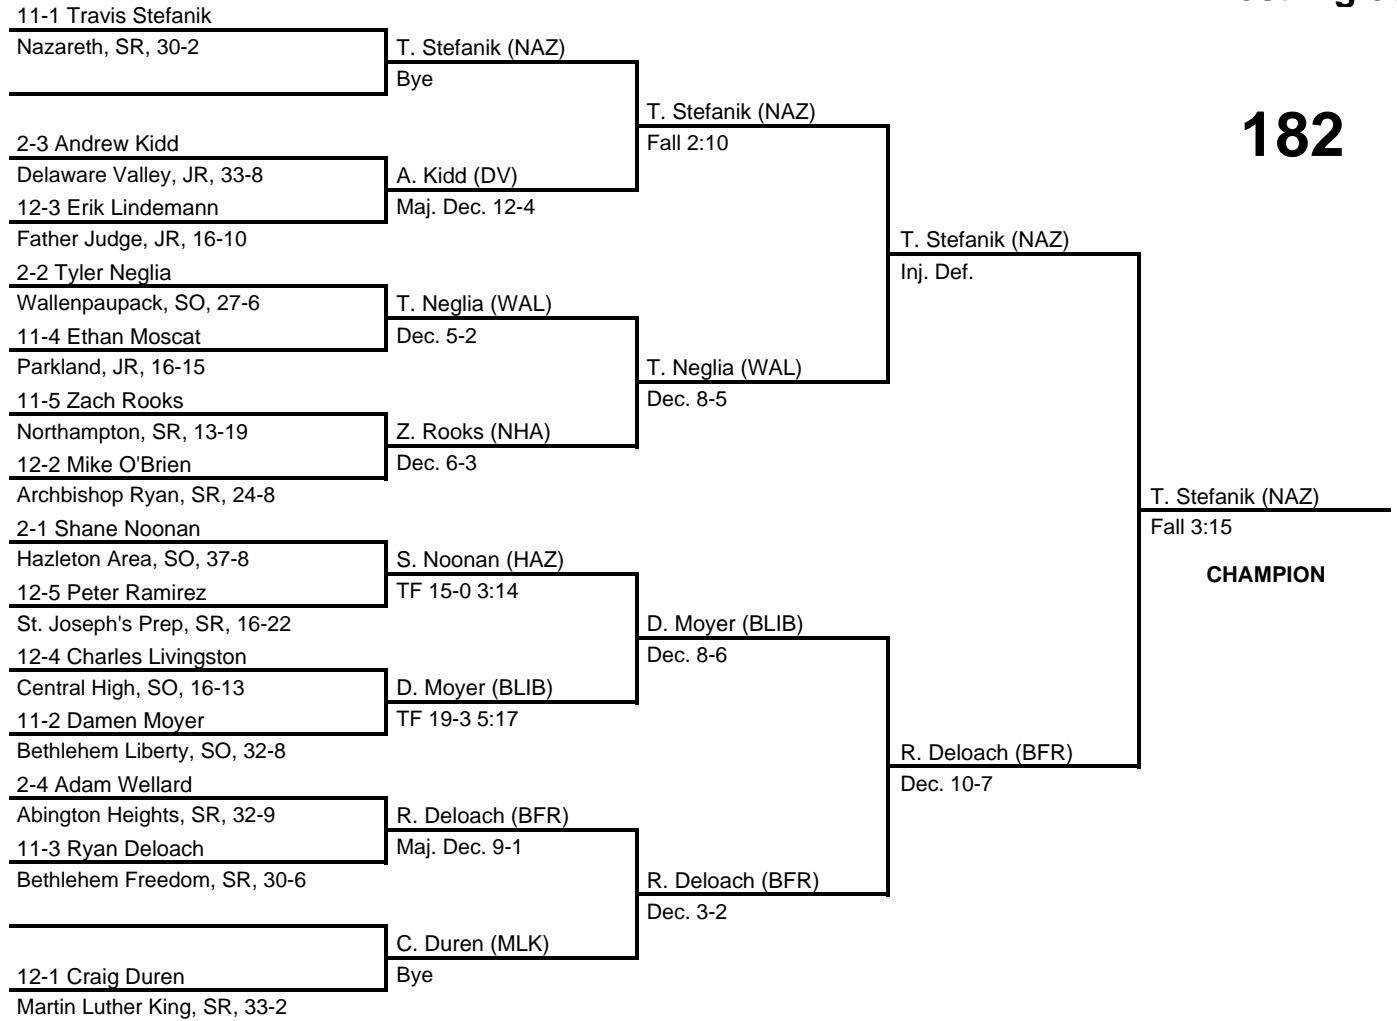 11-1 Travis Stefanik
Nazareth, SR, 30-2
T. Stefanik (NAZ)
Bye
T. Stefanik (NAZ)
Fall 2:10
182
2-3 Andrew Kidd
Delaware Valley, JR, 33-8
A. Kidd (DV)
12-3 Erik Lindemann
Maj. Dec. 12-4
Father Judge, JR, 16-10
T. Stefanik (NAZ)
Inj. Def.
2-2 Tyler Neglia
Wallenpaupack, SO, 27-6
T. Neglia (WAL)
11-4 Ethan Moscat
Dec. 5-2
Parkland, JR, 16-15
T. Neglia (WAL)
Dec. 8-5
11-5 Zach Rooks
Northampton, SR, 13-19
Z. Rooks (NHA)
12-2 Mike O'Brien
Dec. 6-3
Archbishop Ryan, SR, 24-8
T. Stefanik (NAZ)
Fall 3:15
CHAMPION
2-1 Shane Noonan
Hazleton Area, SO, 37-8
S. Noonan (HAZ)
12-5 Peter Ramirez
TF 15-0 3:14
St. Joseph's Prep, SR, 16-22
D. Moyer (BLIB)
Dec. 8-6
12-4 Charles Livingston
Central High, SO, 16-13
D. Moyer (BLIB)
11-2 Damen Moyer
TF 19-3 5:17
Bethlehem Liberty, SO, 32-8
R. Deloach (BFR)
Dec. 10-7
2-4 Adam Wellard
Abington Heights, SR, 32-9
R. Deloach (BFR)
11-3 Ryan Deloach
Maj. Dec. 9-1
Bethlehem Freedom, SR, 30-6
R. Deloach (BFR)
Dec. 3-2
C. Duren (MLK)
12-1 Craig Duren
Bye
Martin Luther King, SR, 33-2